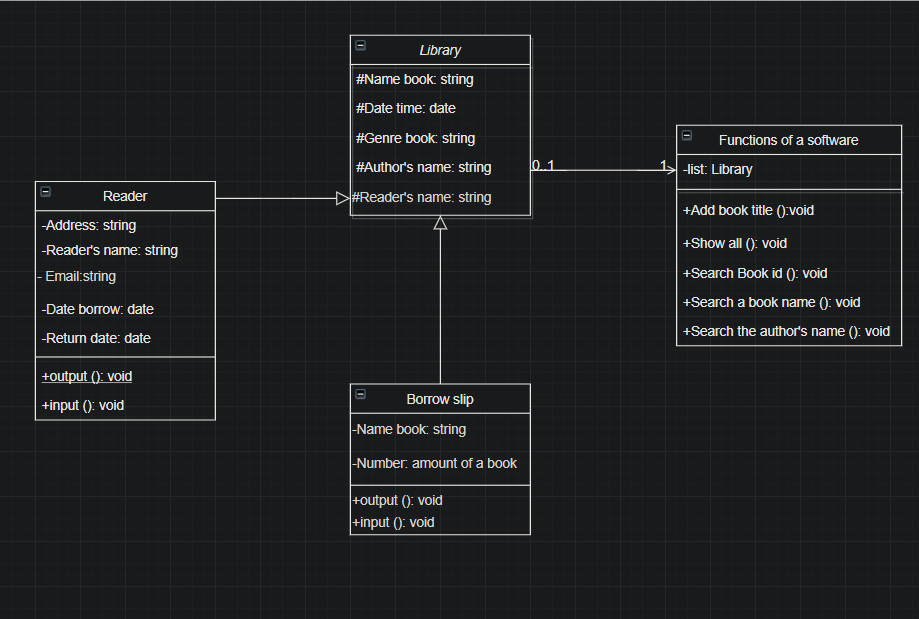 Library
#Name book: string
#Date time: date
#Genre book: string
#Author's name: string
#Reader's name: string
0..1
1
Functions of a software
-list: Library
+Add book title ():void
+Show all (): void
+Search Book id (): void
+Search a book name (): void
+Search the author's name (): void
Reader
-Address: string
-Reader's name: string
- Email:string
-Date borrow: date
-Return date: date
+output (): void
+input (): void
Borrow slip
-Name book: string
-Number: amount of a book
+output (): void
+input (): void